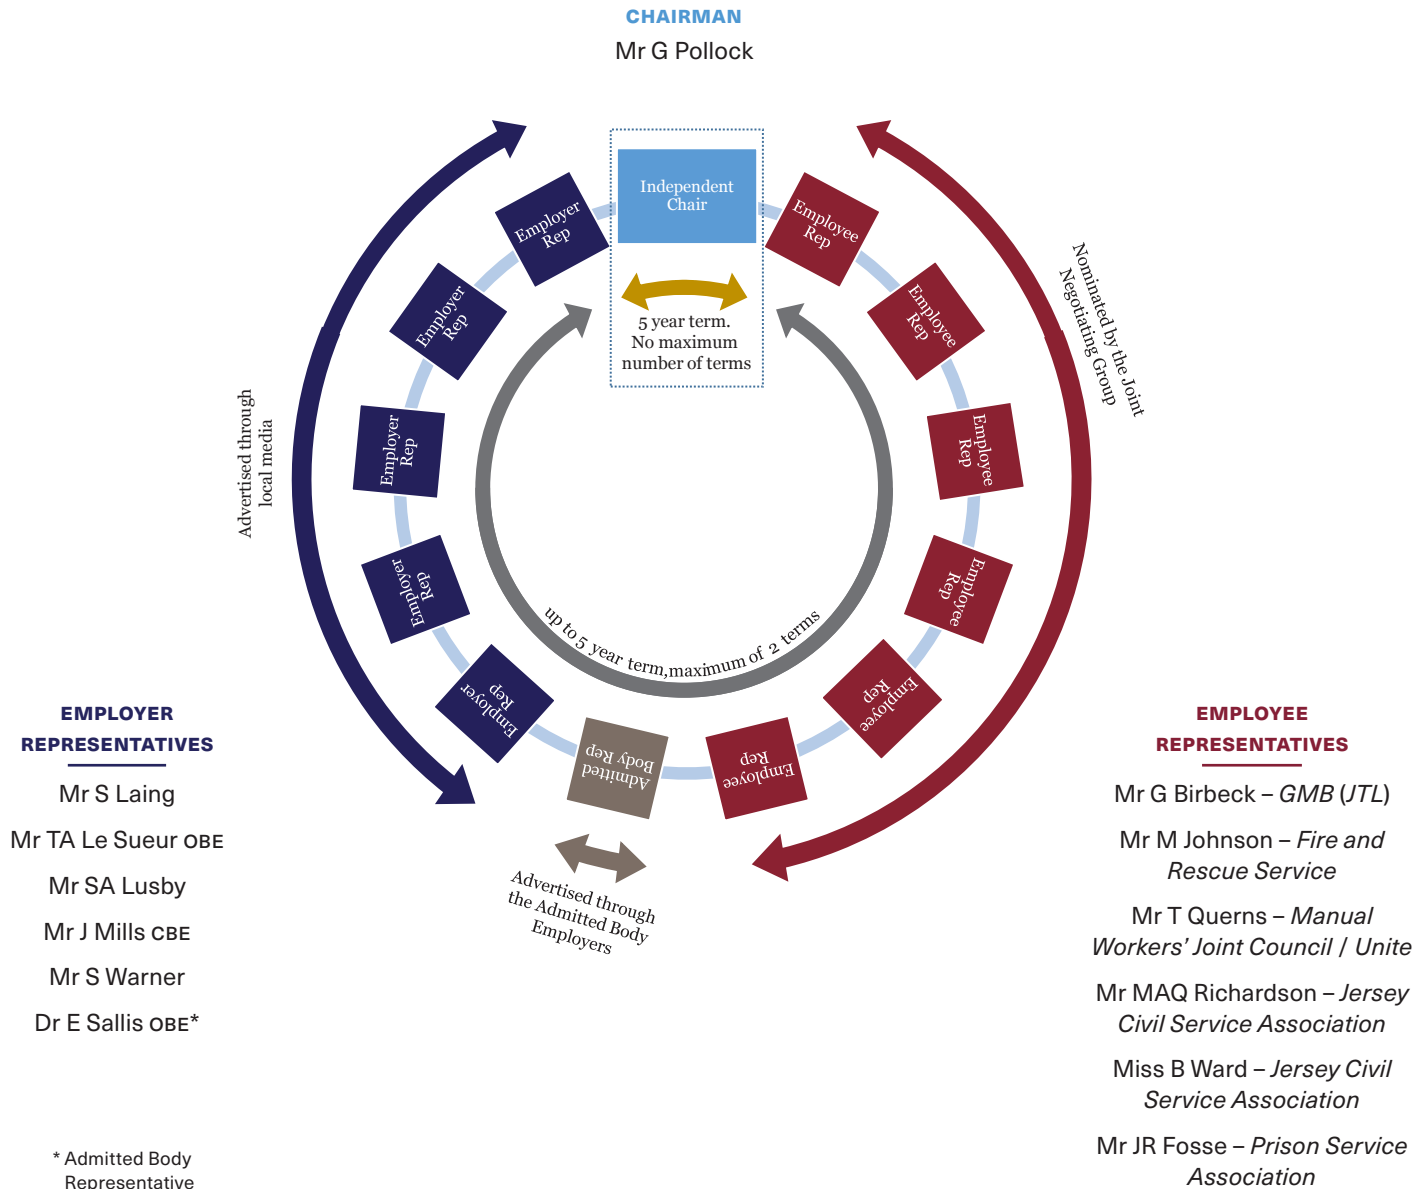 CHAIRMAN
Mr G Pollock
Independent
Chair
5 year term.
No maximum
number of terms
Employer
Rep
Employer
Rep
Employer
Rep
Employer
Rep
Employer
Rep
Admitted
Body Rep
Employee
Rep
Employee
Rep
Employee
Rep
Employee
Rep
Employee
Rep
Employee
Rep
Advertised through
local media
Nominated by the Joint
Negotiating Group
up to 5 year term,maximum of 2 terms
Advertised through
the Admitted Body
Employers
EMPLOYER
REPRESENTATIVES
Mr S Laing
Mr TA Le Sueur OBE
Mr SA Lusby
Mr J Mills CBE
Mr S Warner
Dr E Sallis OBE*
* Admitted Body
Representative
EMPLOYEE
REPRESENTATIVES
Mr G Birbeck – GMB (JTL)
Mr M Johnson – Fire and
Rescue Service
Mr T Querns – Manual
Workers’ Joint Council / Unite
Mr MAQ Richardson – Jersey
Civil Service Association
Miss B Ward – Jersey Civil
Service Association
Mr JR Fosse – Prison Service
Association